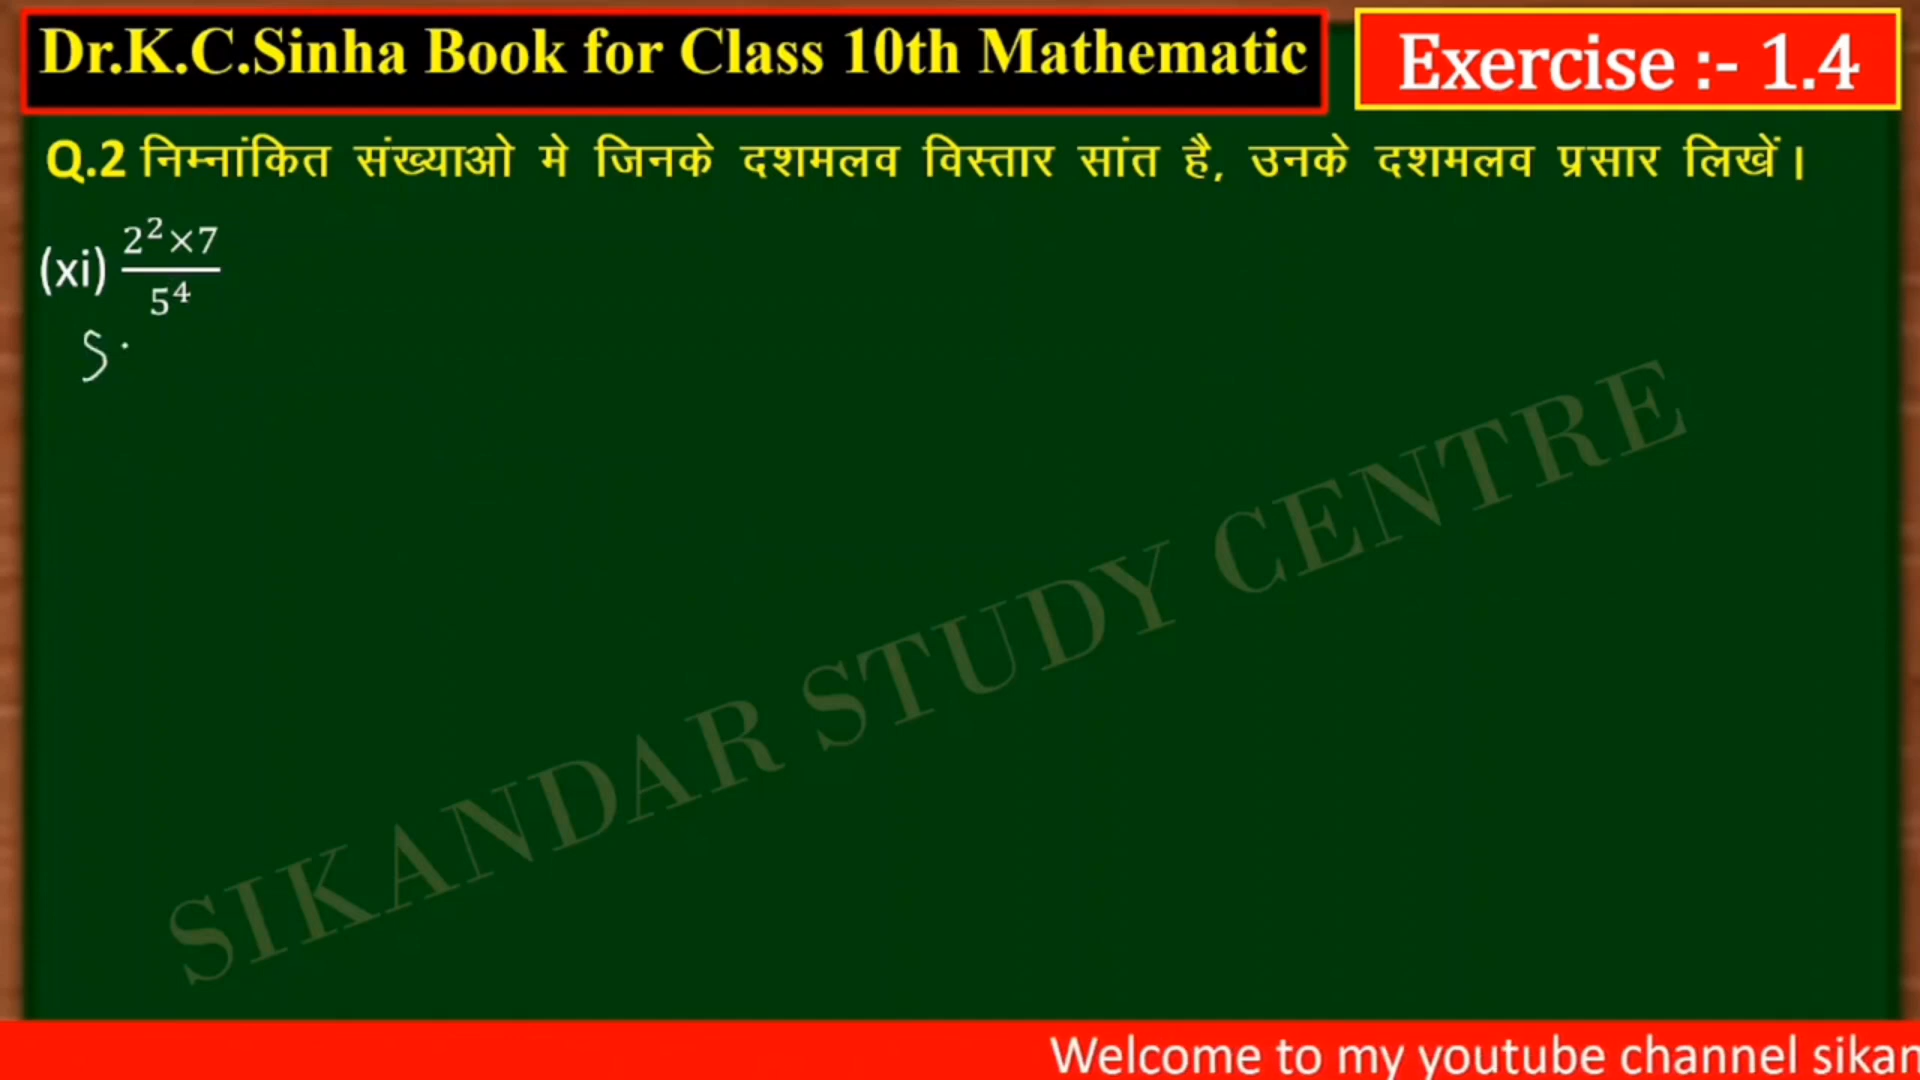 Dr.K.C.Sinha Book for Class 10th Mathematic
Exercise :- 1.4
Q.2 निम्नांकित संख्याओ मे जिनके दशमलव विस्तार सांत है, उनके दशमलव प्रसार लिखें।
(xi) 2²×7
5⁴
S
SIKANDAR STUDY CENTRE
Welcome to my youtube channel sikan